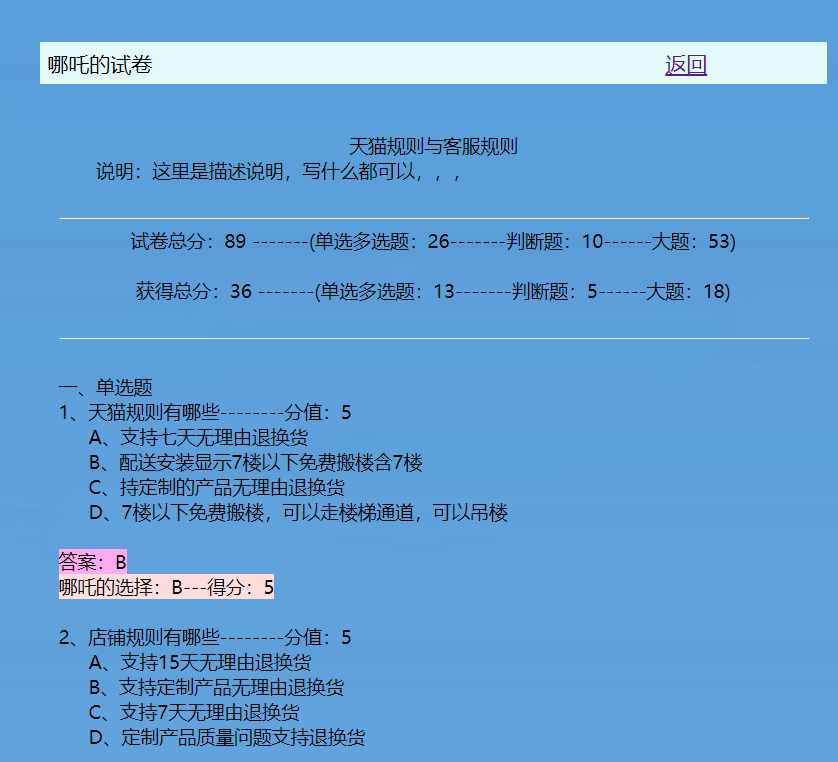 哪吒的试卷 返回
天猫规则与客服规则
说明：这里是描述说明，写什么都可以，，，
试卷总分：89 -------(单选多选题：26-------判断题：10------大题：53)
获得总分：36 -------(单选多选题：13-------判断题：5------大题：18)
一、单选题
1、天猫规则有哪些--------分值：5
A、支持七天无理由退换货
B、配送安装显示7楼以下免费搬楼含7楼
C、持定制的产品无理由退换货
D、7楼以下免费搬楼，可以走楼梯通道，可以吊楼
答案：B
哪吒的选择：B---得分：5
2、店铺规则有哪些--------分值：5
A、支持15天无理由退换货
B、支持定制产品无理由退换货
C、支持7天无理由退换货
D、定制产品质量问题支持退换货